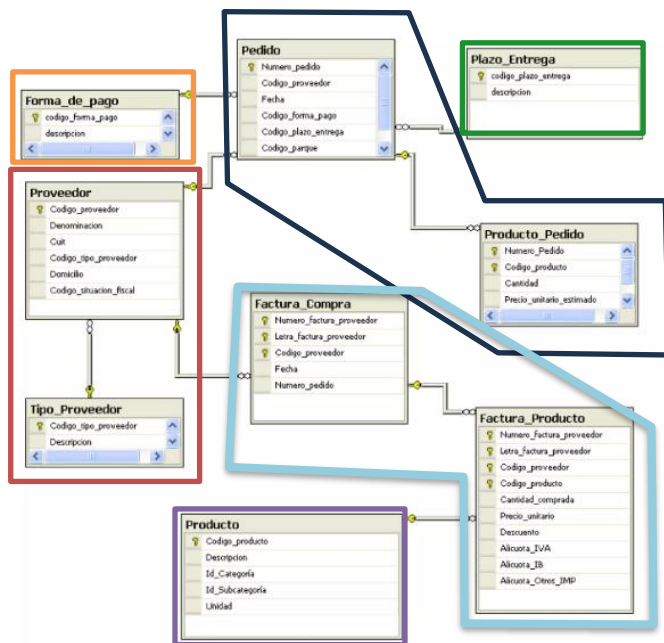 Pedido
Numero_pedido
Codigo_proveedor
Fecha
Codigo_forma_pago
Codigo_plazo_entrega
Codigo_parque
Plazo_Entrega
codigo_plazo_entrega
descripcion
Forma_de_pago
codigo_forma_pago
descripcion
Proveedor
Codigo_proveedor
Denominacion
Cuit
Codigo_tipo_proveedor
Domicilio
Codigo_situacion_fiscal
Producto_Pedido
Numero_Pedido
Codigo_producto
Cantidad
Precio_unitario_estimado
Factura_Compra
Numero_factura_proveedor
Letra_factura_proveedor
Codigo_proveedor
Fecha
Numero_pedido
Tipo_Proveedor
Codigo_tipo_proveedor
Descripcion
Factura_Producto
Numero_factura_proveedor
Letra_factura_proveedor
Codigo_proveedor
Codigo_producto
Cantidad_comprada
Precio_unitario
Descuento
Alicuota_IVA
Alicuota_IB
Alicuota_Otros_IMP
Producto
Codigo_producto
Descripcion
Id_Categoría
Id_Subcategoría
Unidad